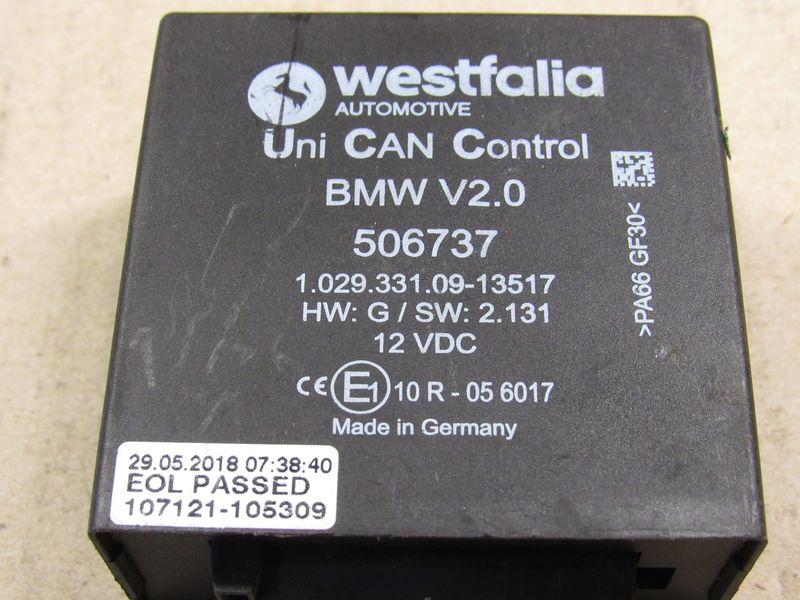 westfalia
AUTOMOTIVE
Uni CAN Control
BMW V2.0
506737
1.029.331.09-13517
HW: G / SW: 2.131
12 VDC
CE E1 10 R - 05 6017
Made in Germany
>PA66 GF30<
29.05.2018 07:38:40
EOL PASSED
107121-105309